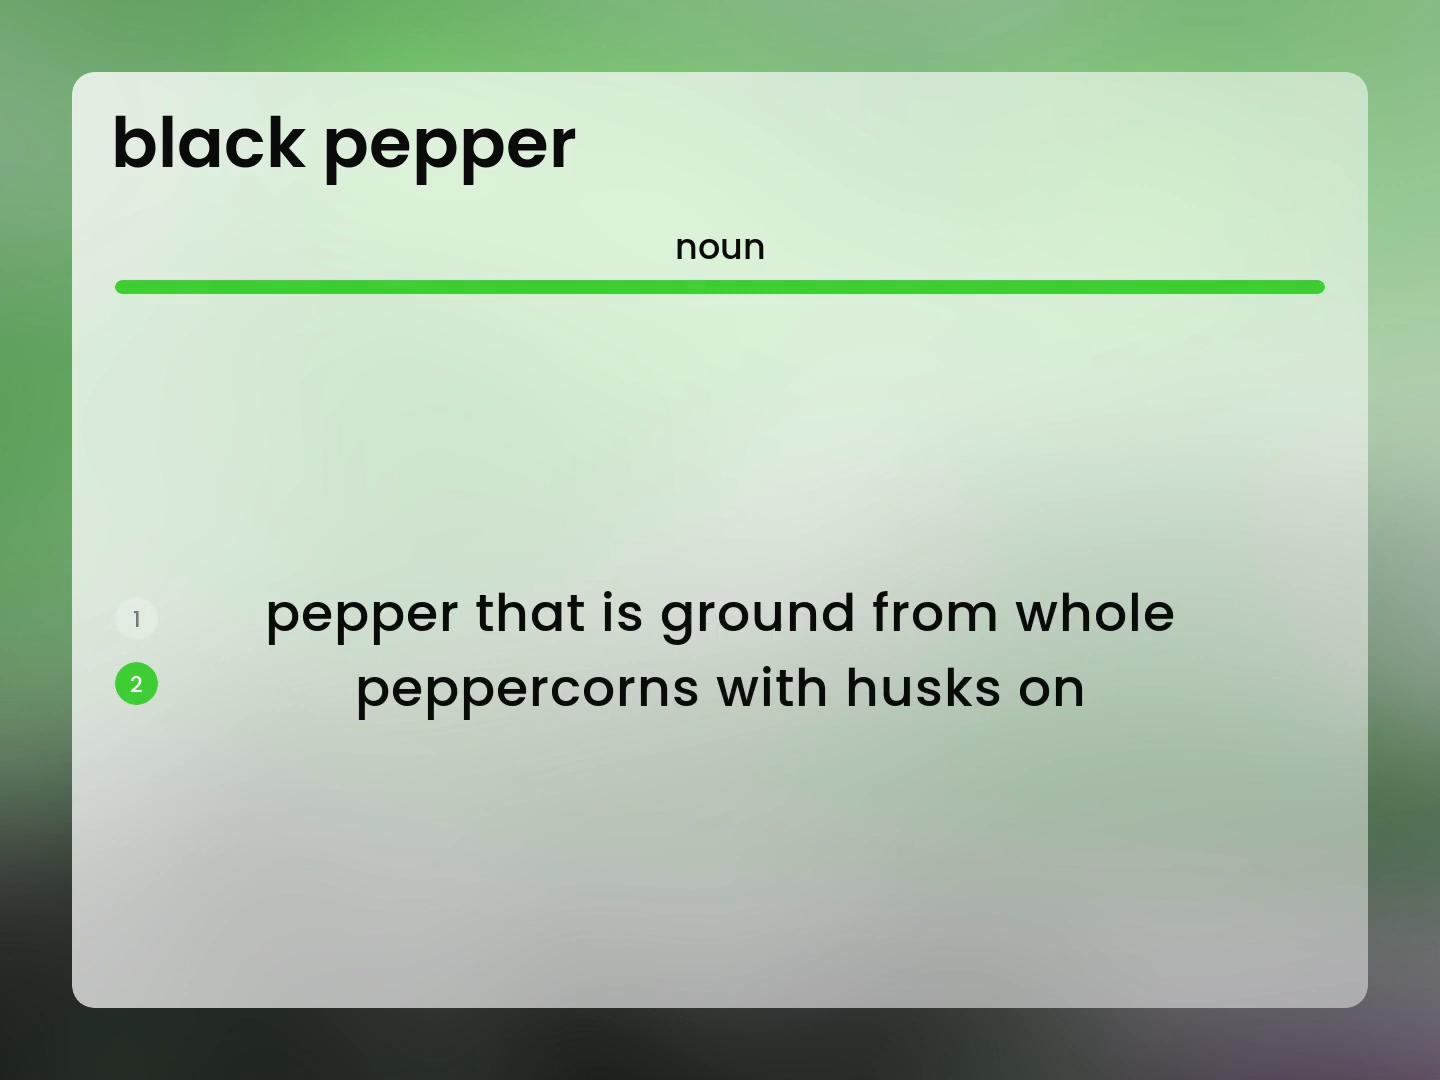 black pepper
noun
1
2
pepper that is ground from whole
peppercorns with husks on